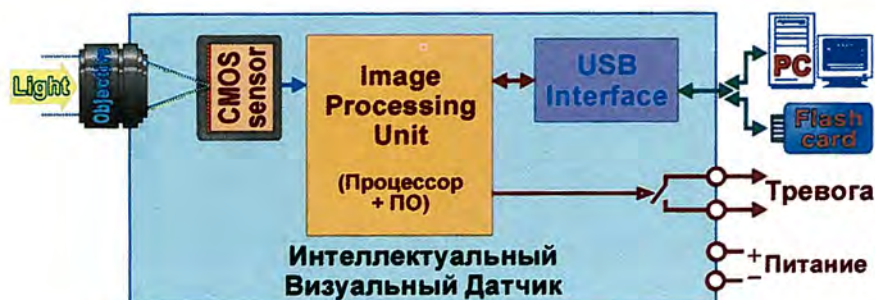 Light
Objective
CMOS
sensor
Image
Processing
Unit
(Процессор
+ ПО)
USB
Interface
PC
Flash
card
Тревога
+
−
Питание
Интеллектуальный
Визуальный Датчик